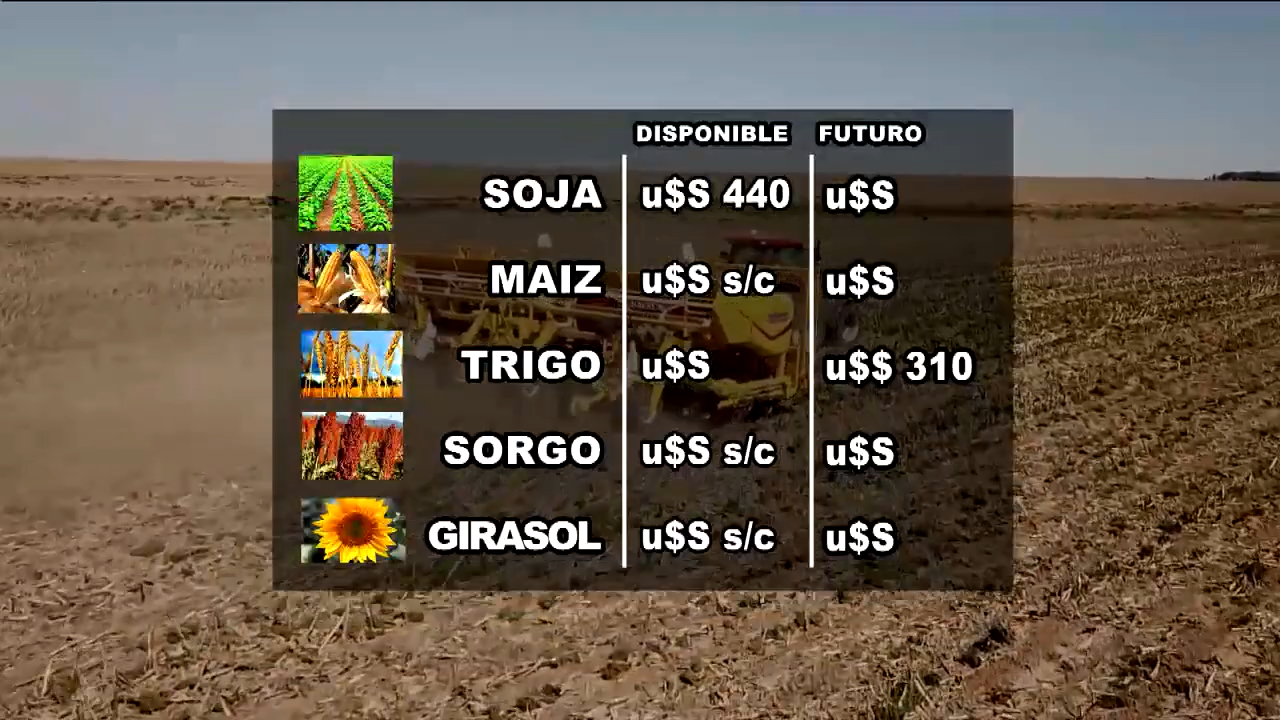 DISPONIBLE FUTURO
SOJA u$S 440 u$S
MAIZ u$S s/c u$S
TRIGO u$S u$$ 310
SORGO u$S s/c u$S
GIRASOL u$S s/c u$S